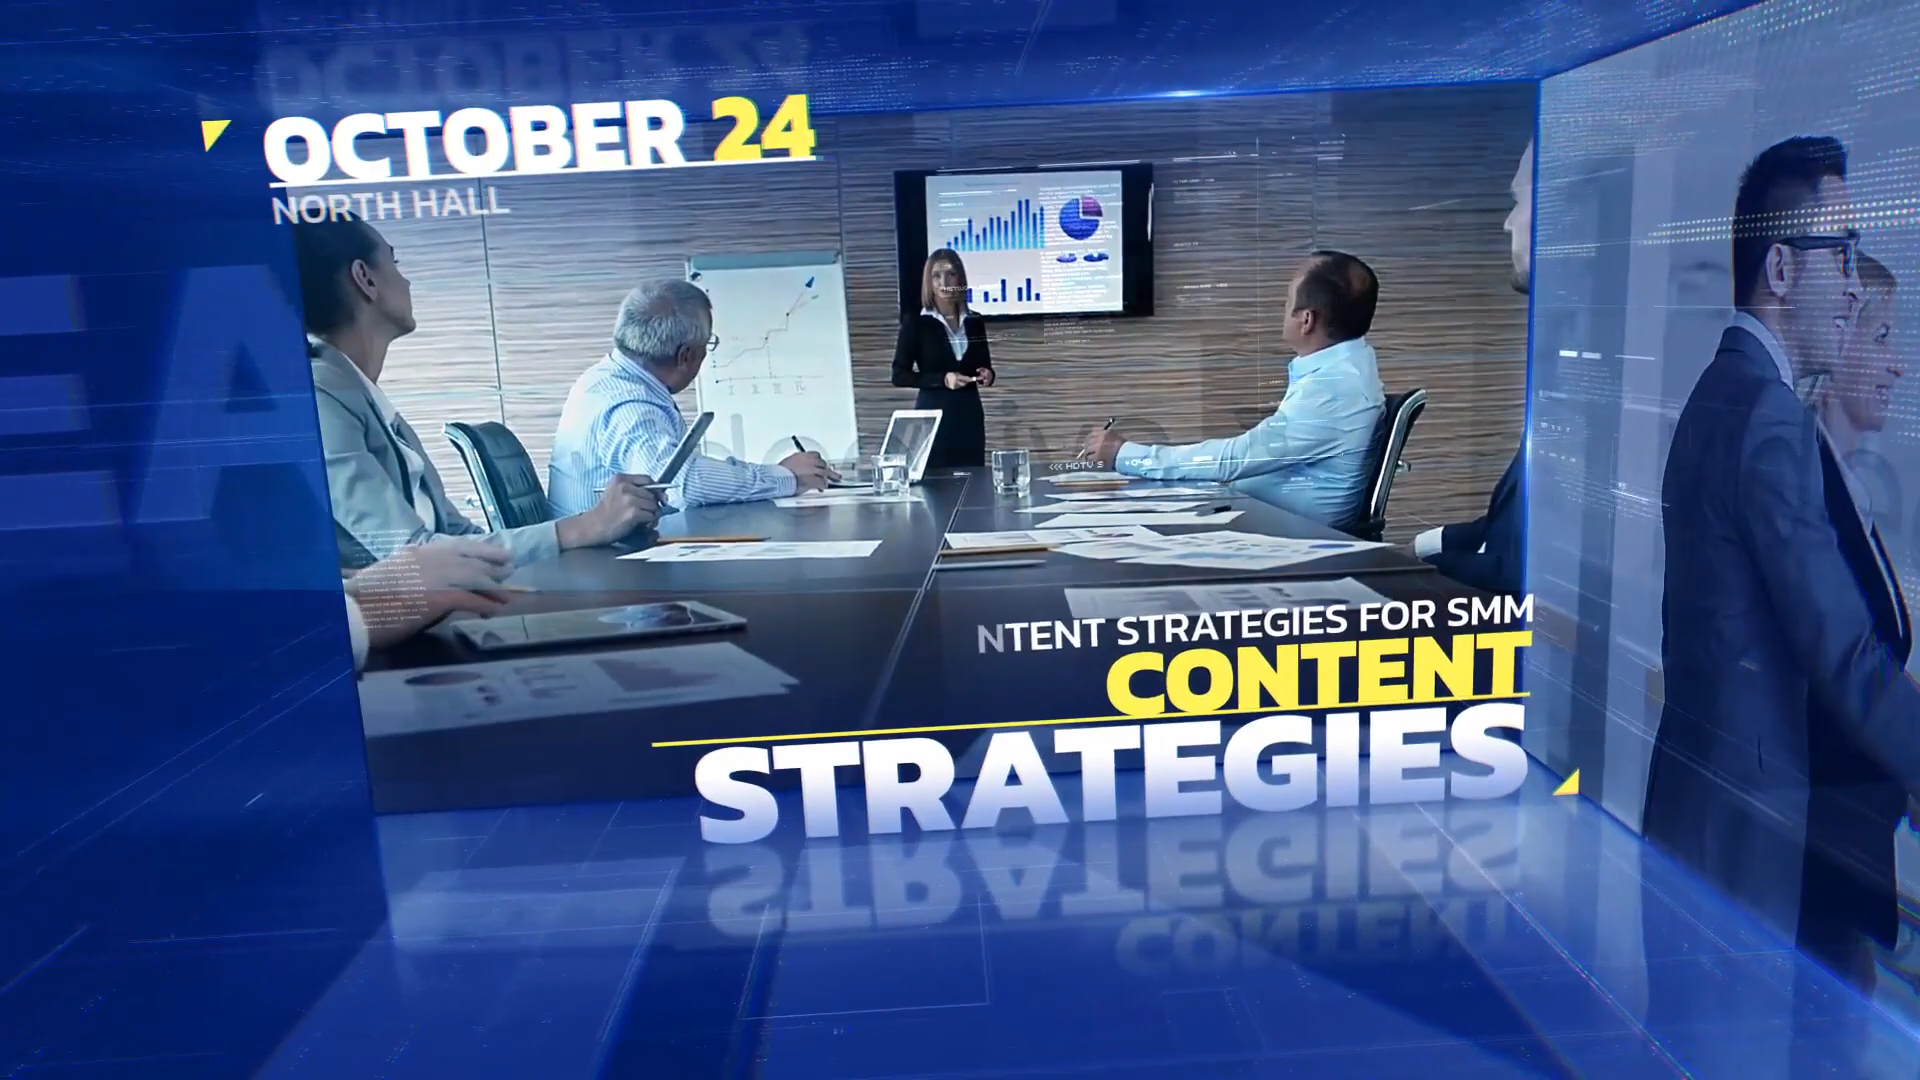 OCTOBER 24
NORTH HALL
NTENT STRATEGIES FOR SMM
CONTENT
STRATEGIES